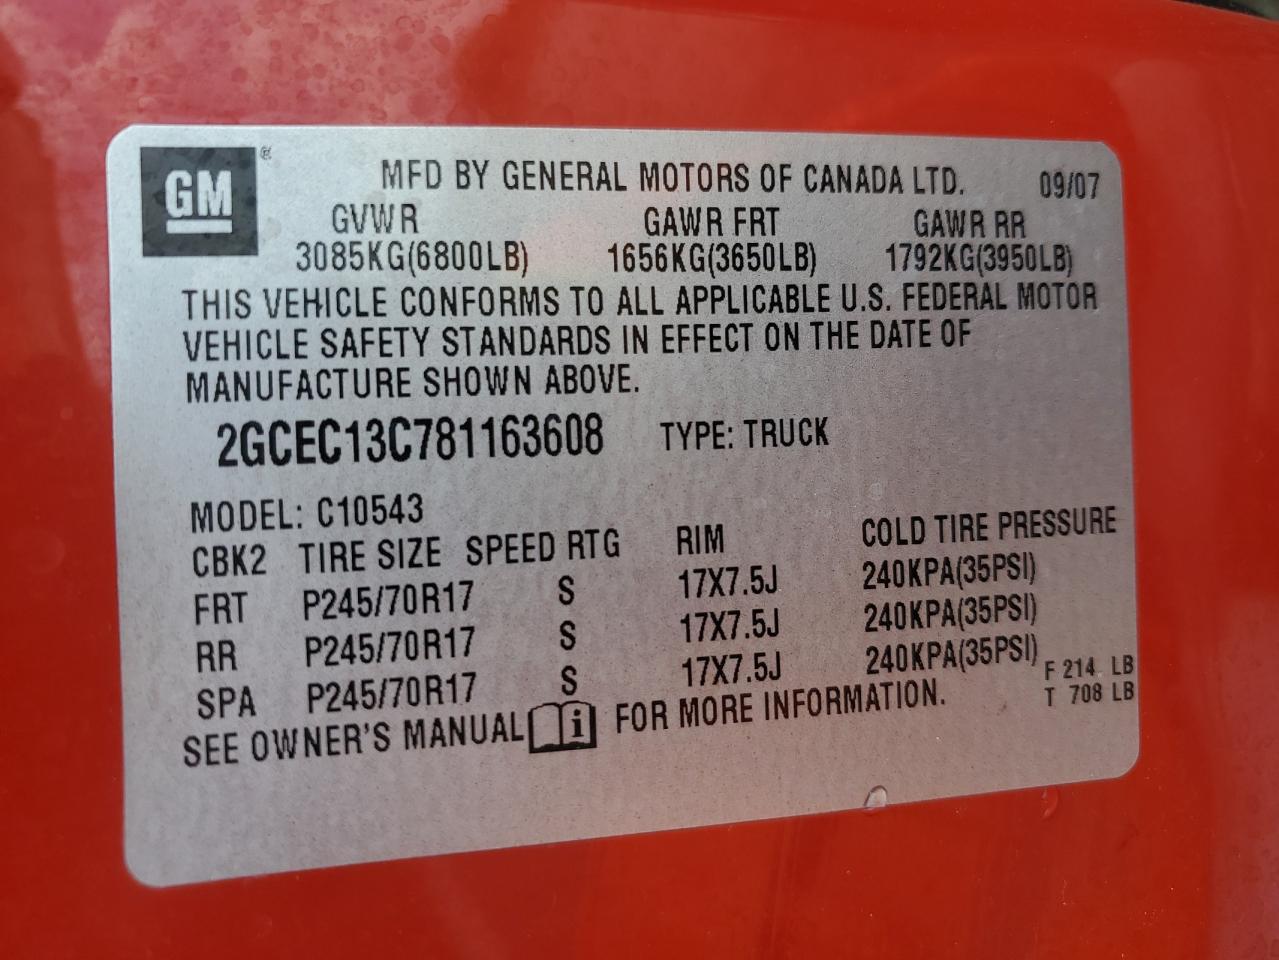 GM ®
MFD BY GENERAL MOTORS OF CANADA LTD. 09/07
GVWR GAWR FRT GAWR RR
3085KG(6800LB) 1656KG(3650LB) 1792KG(3950LB)
THIS VEHICLE CONFORMS TO ALL APPLICABLE U.S. FEDERAL MOTOR
VEHICLE SAFETY STANDARDS IN EFFECT ON THE DATE OF
MANUFACTURE SHOWN ABOVE.
2GCEC13C781163608 TYPE: TRUCK
MODEL: C10543
CBK2 TIRE SIZE SPEED RTG RIM COLD TIRE PRESSURE
FRT P245/70R17 S 17X7.5J 240KPA(35PSI)
RR P245/70R17 S 17X7.5J 240KPA(35PSI)
SPA P245/70R17 S 17X7.5J 240KPA(35PSI)
F 214 LB
T 708 LB
SEE OWNER'S MANUAL i FOR MORE INFORMATION.